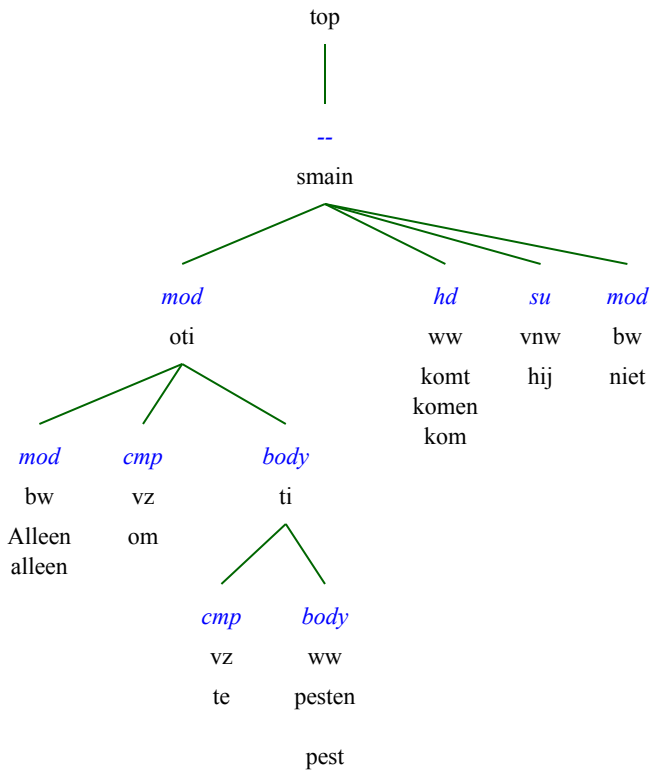 top
--
smain
mod hd su mod
oti ww vnw bw
komt hij niet
komen
kom
mod cmp body
bw vz ti
Alleen om
alleen
cmp body
vz ww
te pesten
pest